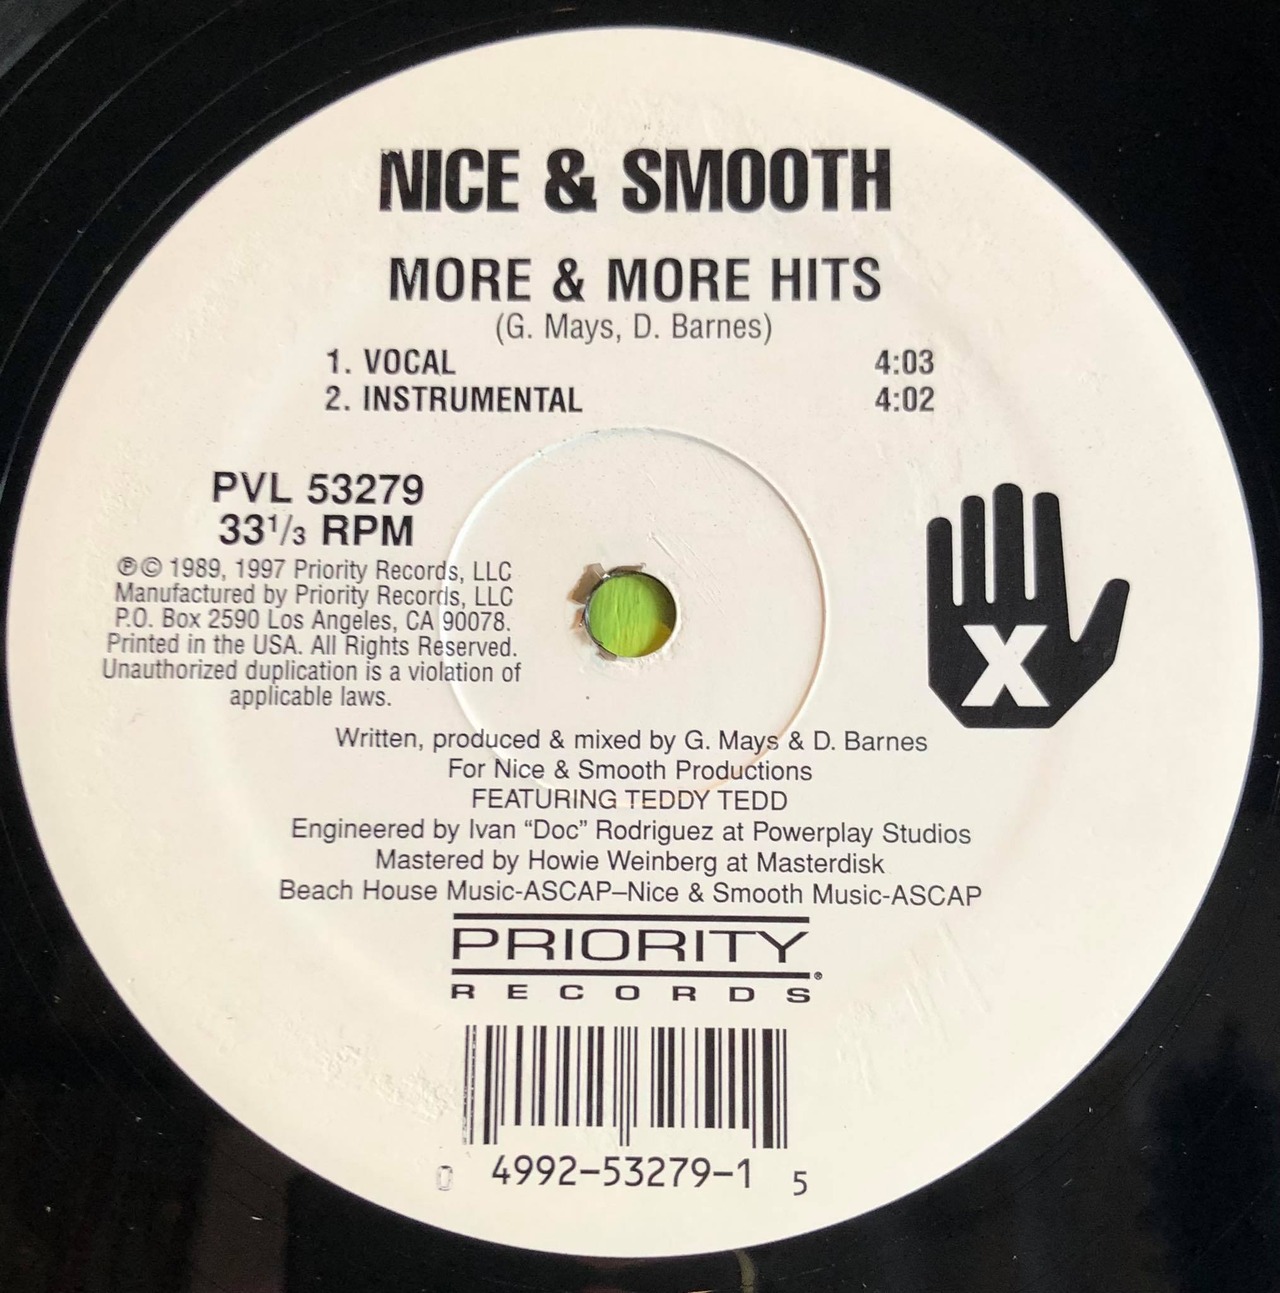 NICE & SMOOTH
MORE & MORE HITS
(G. Mays, D. Barnes)
1. VOCAL 4:03
2. INSTRUMENTAL 4:02
PVL 53279
33 1/3 RPM
℗© 1989, 1997 Priority Records, LLC
Manufactured by Priority Records, LLC
P.O. Box 2590 Los Angeles, CA 90078.
Printed in the USA. All Rights Reserved.
Unauthorized duplication is a violation of
applicable laws.
X
Written, produced & mixed by G. Mays & D. Barnes
For Nice & Smooth Productions
FEATURING TEDDY TEDD
Engineered by Ivan “Doc” Rodriguez at Powerplay Studios
Mastered by Howie Weinberg at Masterdisk
Beach House Music-ASCAP–Nice & Smooth Music-ASCAP
PRIORITY
RECORDS®
0 4992-53279-1 5